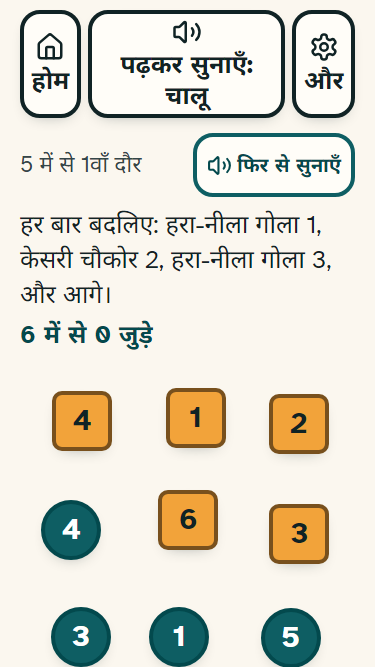 होम
पढ़कर सुनाएँ:
चालू
और
5 में से 1वाँ दौर
फिर से सुनाएँ
हर बार बदलिए: हरा-नीला गोला 1,
केसरी चौकोर 2, हरा-नीला गोला 3,
और आगे।
6 में से 0 जुड़े
4 1 2
4 6 3
3 1 5